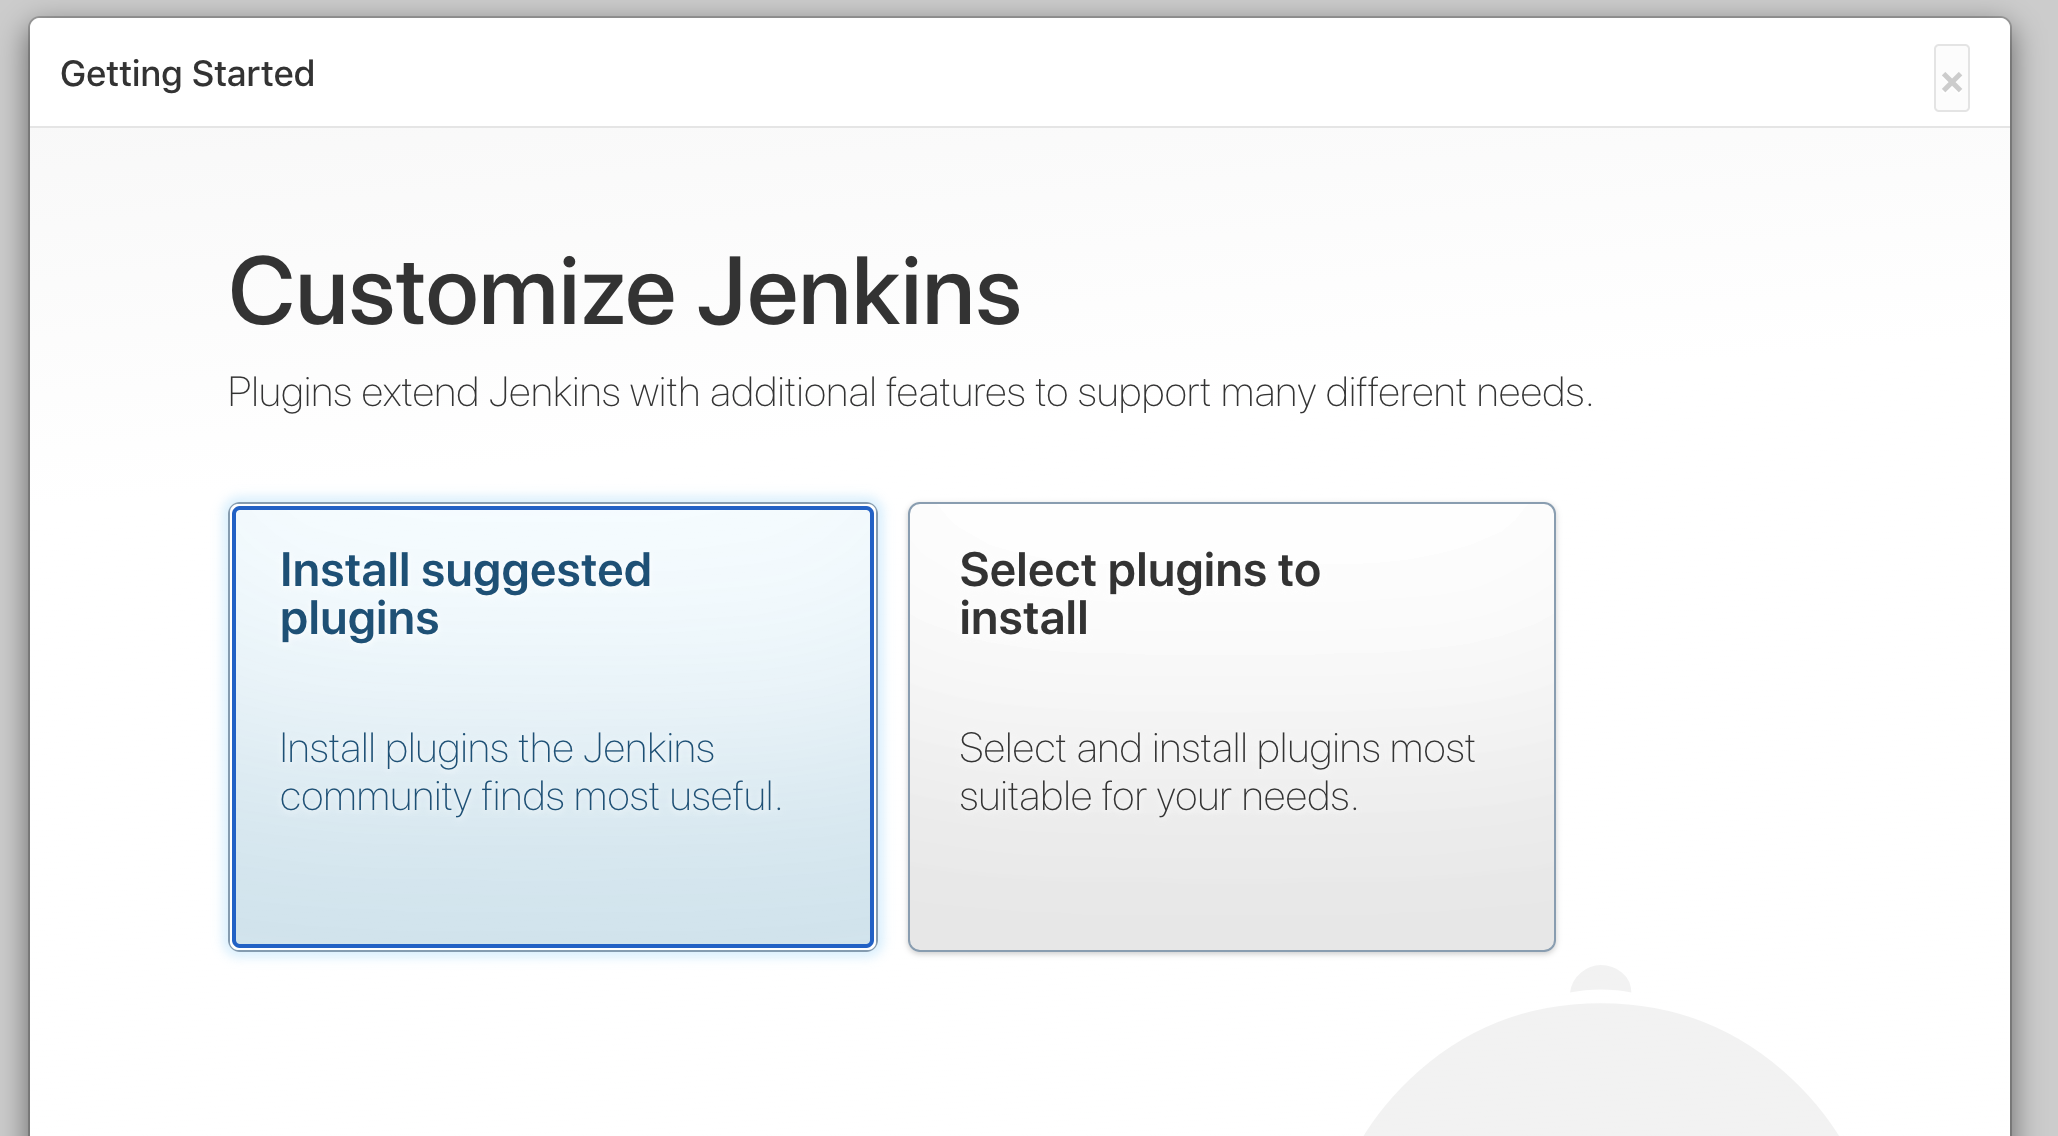 Getting Started
×
Customize Jenkins
Plugins extend Jenkins with additional features to support many different needs.
Install suggested
plugins
Install plugins the Jenkins
community finds most useful.
Select plugins to
install
Select and install plugins most
suitable for your needs.